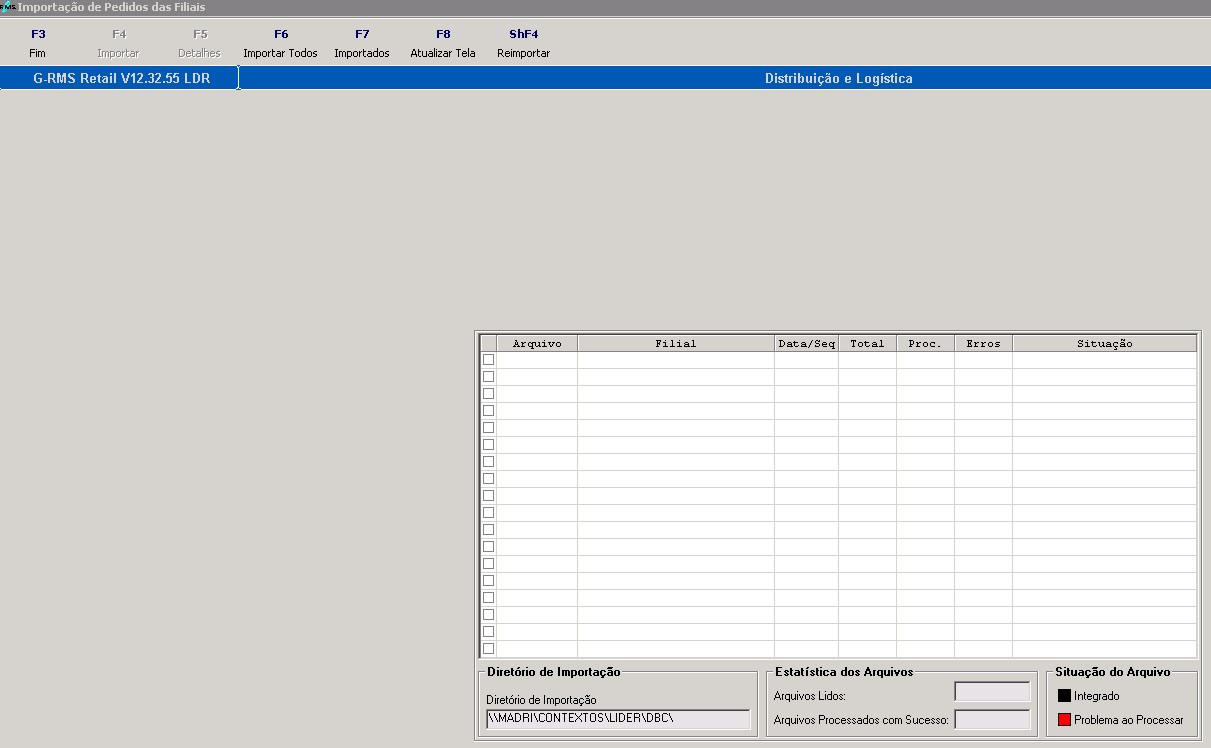 RMS Importação de Pedidos das Filiais
F3 F4 F5 F6 F7 F8 ShF4
Fim Importar Detalhes Importar Todos Importados Atualizar Tela Reimportar
G-RMS Retail V12.32.55 LDR Distribuição e Logística
Arquivo Filial Data/Seq Total Proc. Erros Situação
Diretório de Importação Estatística dos Arquivos Situação do Arquivo
Diretório de Importação Arquivos Lidos: Integrado
\\MADRI\CONTEXTOS\LIDER\DBC\ Arquivos Processados com Sucesso: Problema ao Processar